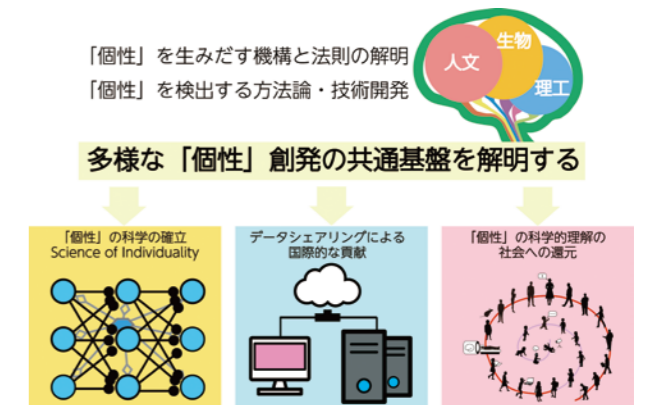 「個性」を生みだす機構と法則の解明
「個性」を検出する方法論・技術開発
人文
生物
理工
多様な「個性」創発の共通基盤を解明する
「個性」の科学の確立
Science of Individuality
データシェアリングによる
国際的な貢献
「個性」の科学的理解の
社会への還元